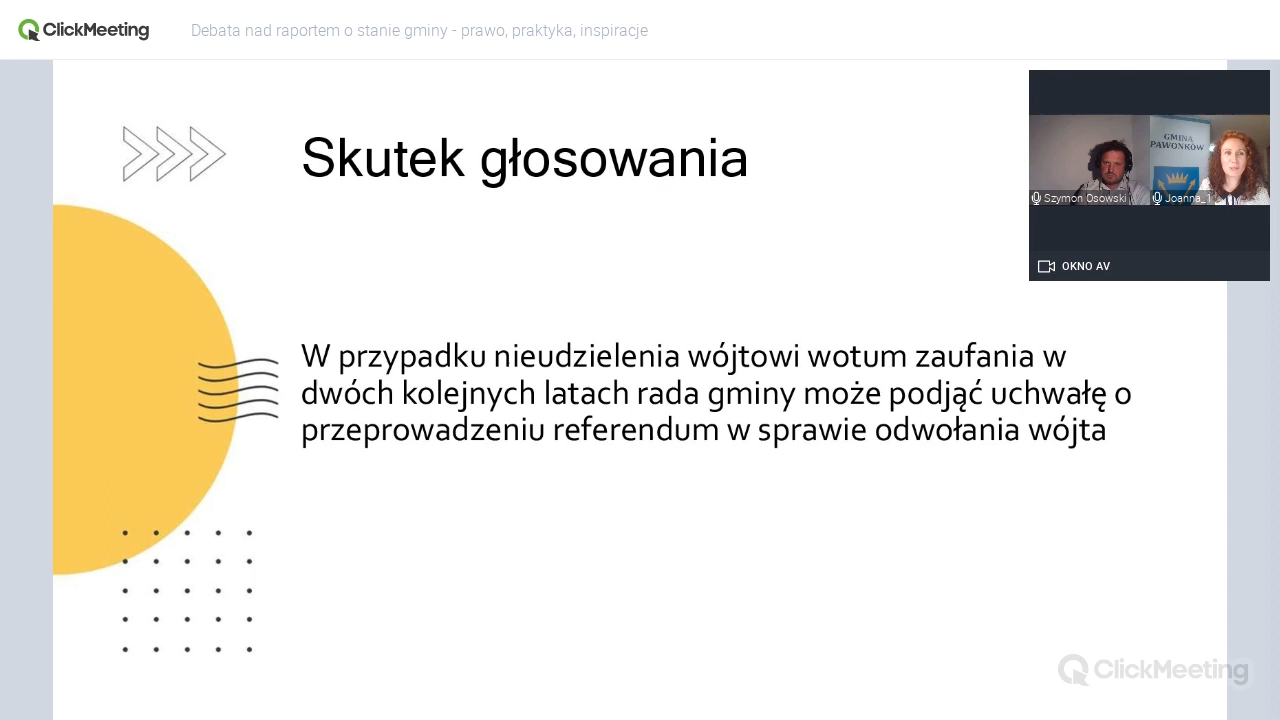 ClickMeeting
Debata nad raportem o stanie gminy - prawo, praktyka, inspiracje
Skutek głosowania
GMINA
PAWONKÓW
Szymon Osowski
Joanna_1
OKNO AV
W przypadku nieudzielenia wójtowi wotum zaufania w
dwóch kolejnych latach rada gminy może podjąć uchwałę o
przeprowadzeniu referendum w sprawie odwołania wójta
ClickMeeting